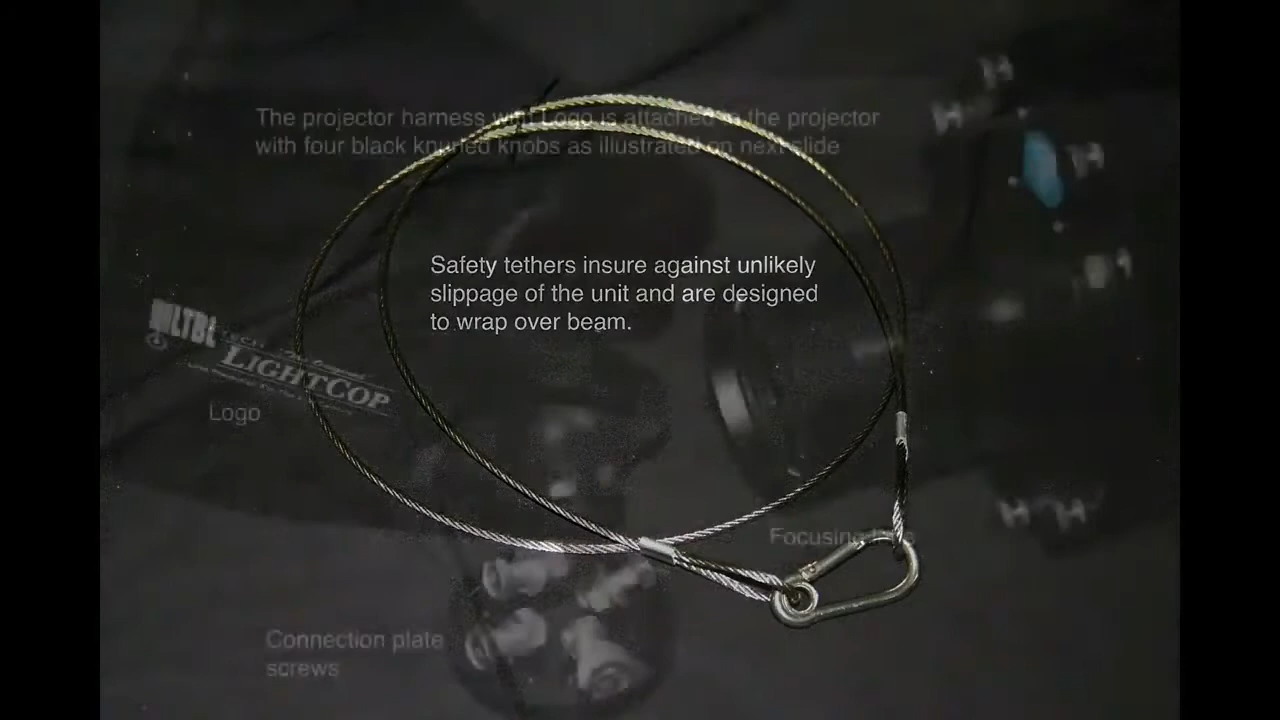 The projector harness with Logo is attached to the projector
with four black knurled knobs as illustrated on next slide
Safety tethers insure against unlikely
slippage of the unit and are designed
to wrap over beam.
LIGHTCOP
Logo
Focusing
Connection plate
screws